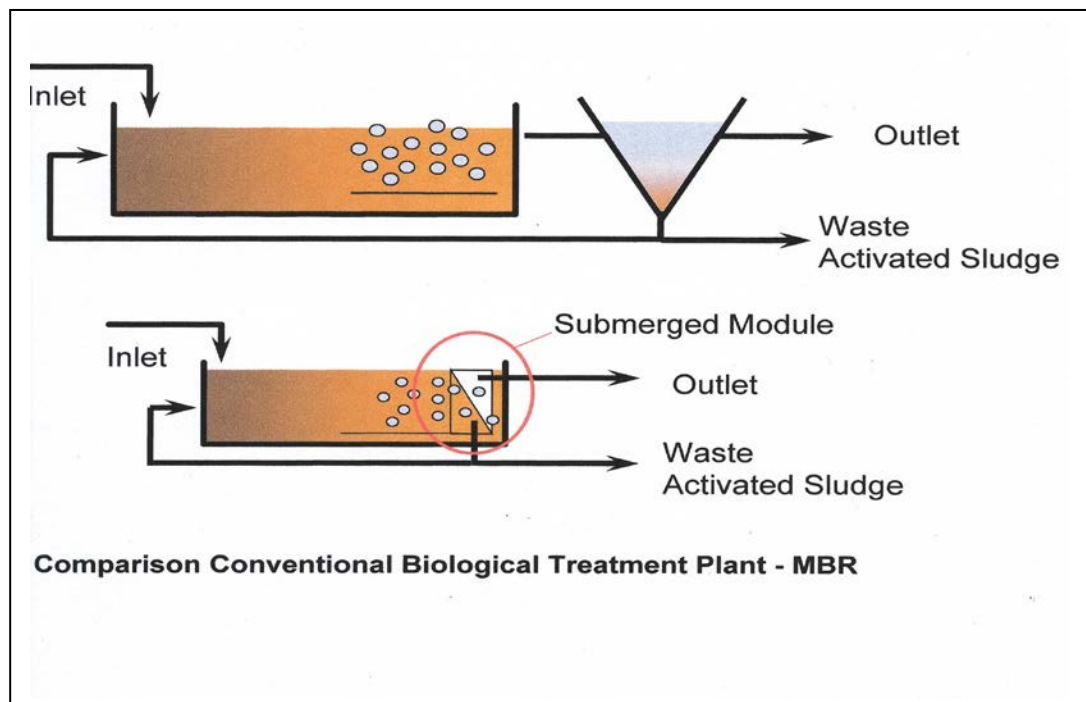 Inlet
Outlet
Waste
Activated Sludge
Submerged Module
Inlet
Outlet
Waste
Activated Sludge
Comparison Conventional Biological Treatment Plant - MBR